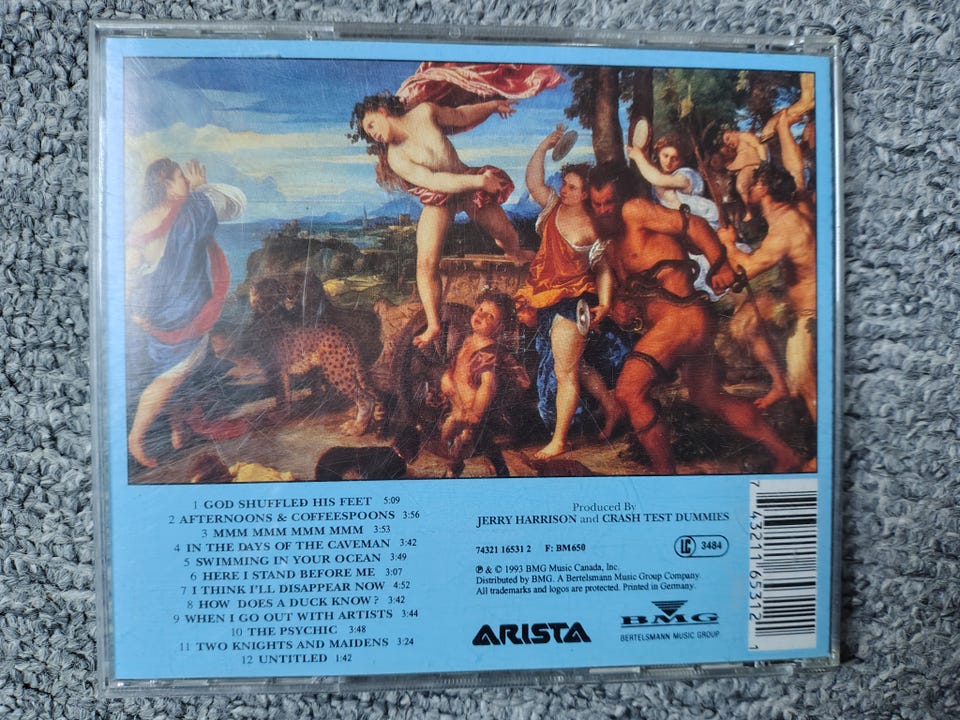 1 GOD SHUFFLED HIS FEET 5:09
2 AFTERNOONS & COFFEESPOONS 3:56
3 MMM MMM MMM MMM 3:53
4 IN THE DAYS OF THE CAVEMAN 3:42
5 SWIMMING IN YOUR OCEAN 3:49
6 HERE I STAND BEFORE ME 3:07
7 I THINK I'LL DISAPPEAR NOW 4:52
8 HOW DOES A DUCK KNOW? 3:42
9 WHEN I GO OUT WITH ARTISTS 3:44
10 THE PSYCHIC 3:48
11 TWO KNIGHTS AND MAIDENS 3:24
12 UNTITLED 1:42
Produced By
JERRY HARRISON and CRASH TEST DUMMIES
74321 16531 2 F: BM650
LC 3484
℗ & © 1993 BMG Music Canada, Inc.
Distributed by BMG. A Bertelsmann Music Group Company.
All trademarks and logos are protected. Printed in Germany.
ARISTA
BMG
BERTELSMANN MUSIC GROUP
7 43211 65312 1